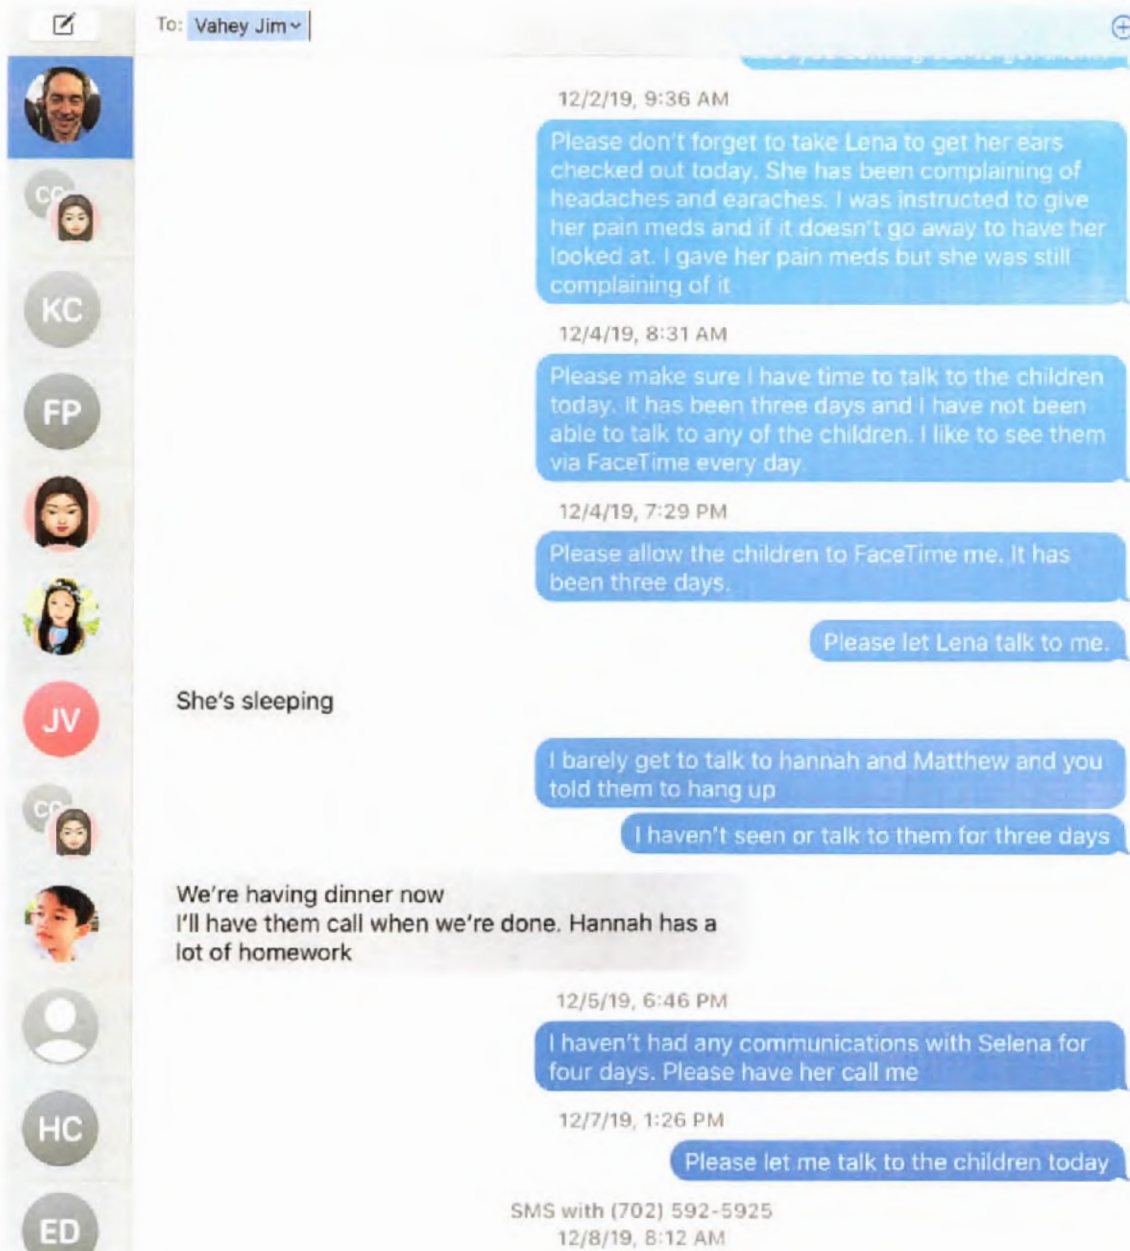 To: Vahey Jim
12/2/19, 9:36 AM
Please don't forget to take Lena to get her ears
checked out today. She has been complaining of
headaches and earaches. I was instructed to give
her pain meds and if it doesn't go away to have her
looked at. I gave her pain meds but she was still
complaining of it
12/4/19, 8:31 AM
Please make sure I have time to talk to the children
today. It has been three days and I have not been
able to talk to any of the children. I like to see them
via FaceTime every day.
12/4/19, 7:29 PM
Please allow the children to FaceTime me. It has
been three days.
Please let Lena talk to me.
She's sleeping
I barely get to talk to hannah and Matthew and you
told them to hang up
I haven't seen or talk to them for three days
We're having dinner now
I'll have them call when we're done. Hannah has a
lot of homework
12/5/19, 6:46 PM
I haven't had any communications with Selena for
four days. Please have her call me
12/7/19, 1:26 PM
Please let me talk to the children today
SMS with (702) 592-5925
12/8/19, 8:12 AM
KC
FP
JV
HC
ED